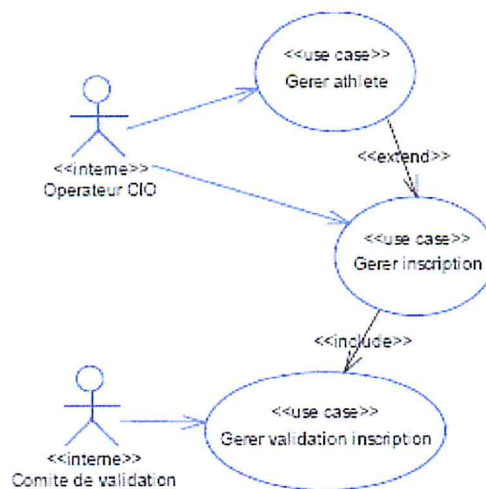 <<use case>>
Gerer athlete
<<interne>>
Operateur CIO
<<extend>>
<<use case>>
Gerer inscription
<<include>>
<<use case>>
Gerer validation inscription
<<interne>>
Comite de validation